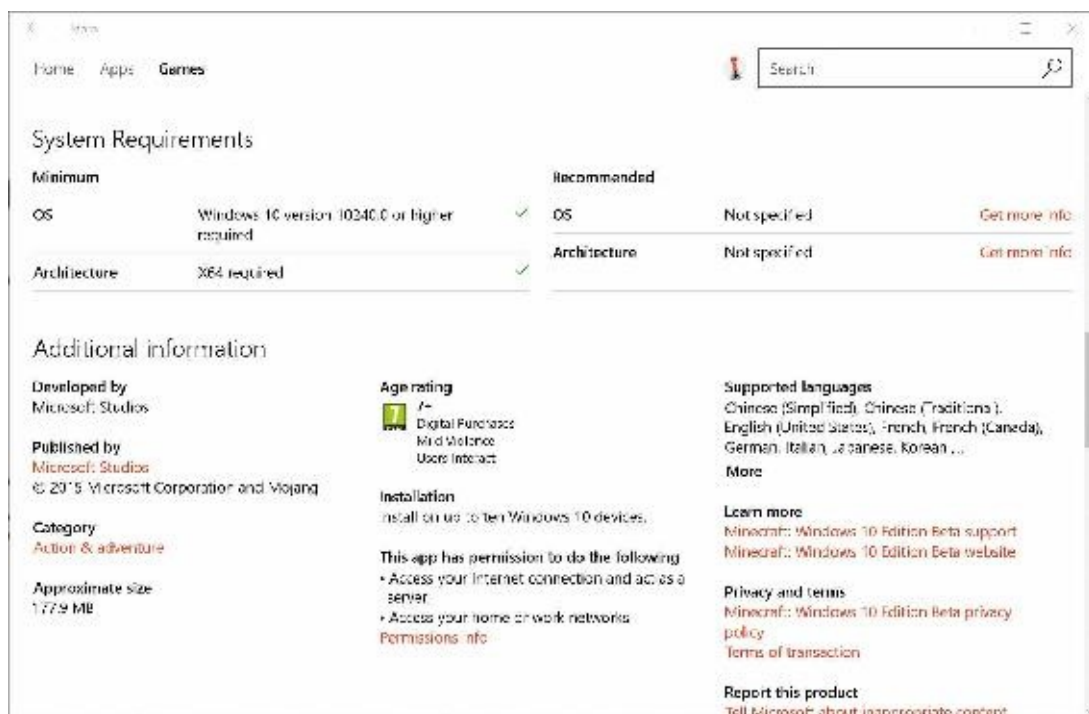 Store
Home Apps Games
Search
System Requirements
Minimum
OS Windows 10 version 10240.0 or higher
required
Architecture X64 required
Recommended
OS Not specified Get more info
Architecture Not specified Get more info
Additional information
Developed by
Microsoft Studios
Published by
Microsoft Studios
© 2015 Microsoft Corporation and Mojang
Category
Action & adventure
Approximate size
177.9 MB
Age rating
7
7+
Digital Purchases
Mild Violence
Users Interact
Installation
Install on up to ten Windows 10 devices.
This app has permission to do the following
• Access your Internet connection and act as a
server.
• Access your home or work networks
Permissions info
Supported languages
Chinese (Simplified), Chinese (Traditional),
English (United States), French, French (Canada),
German, Italian, Japanese, Korean ...
More
Learn more
Minecraft: Windows 10 Edition Beta support
Minecraft: Windows 10 Edition Beta website
Privacy and terms
Minecraft: Windows 10 Edition Beta privacy
policy
Terms of transaction
Report this product
Tell Microsoft about inappropriate content